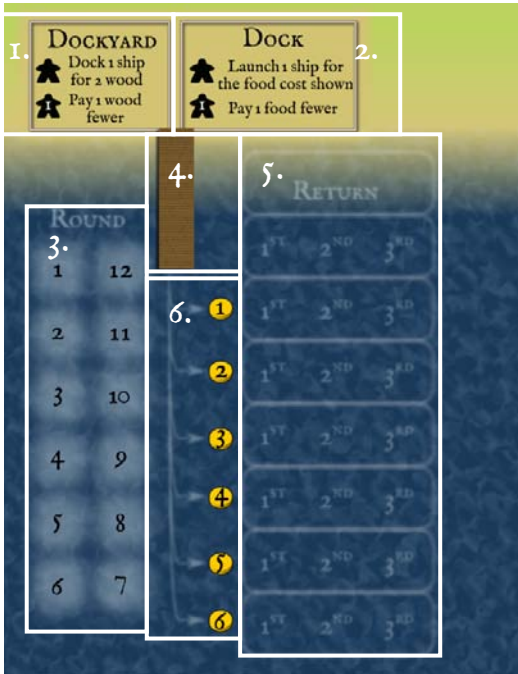 1.
DOCKYARD
Dock 1 ship
for 2 wood
Pay 1 wood
fewer
2.
DOCK
Launch 1 ship for
the food cost shown
Pay 1 food fewer
3.
ROUND
1 12
2 11
3 10
4 9
5 8
6 7
4.
5.
RETURN
1ST 2ND 3RD
1ST 2ND 3RD
1ST 2ND 3RD
1ST 2ND 3RD
1ST 2ND 3RD
1ST 2ND 3RD
1ST 2ND 3RD
6.
1
2
3
4
5
6